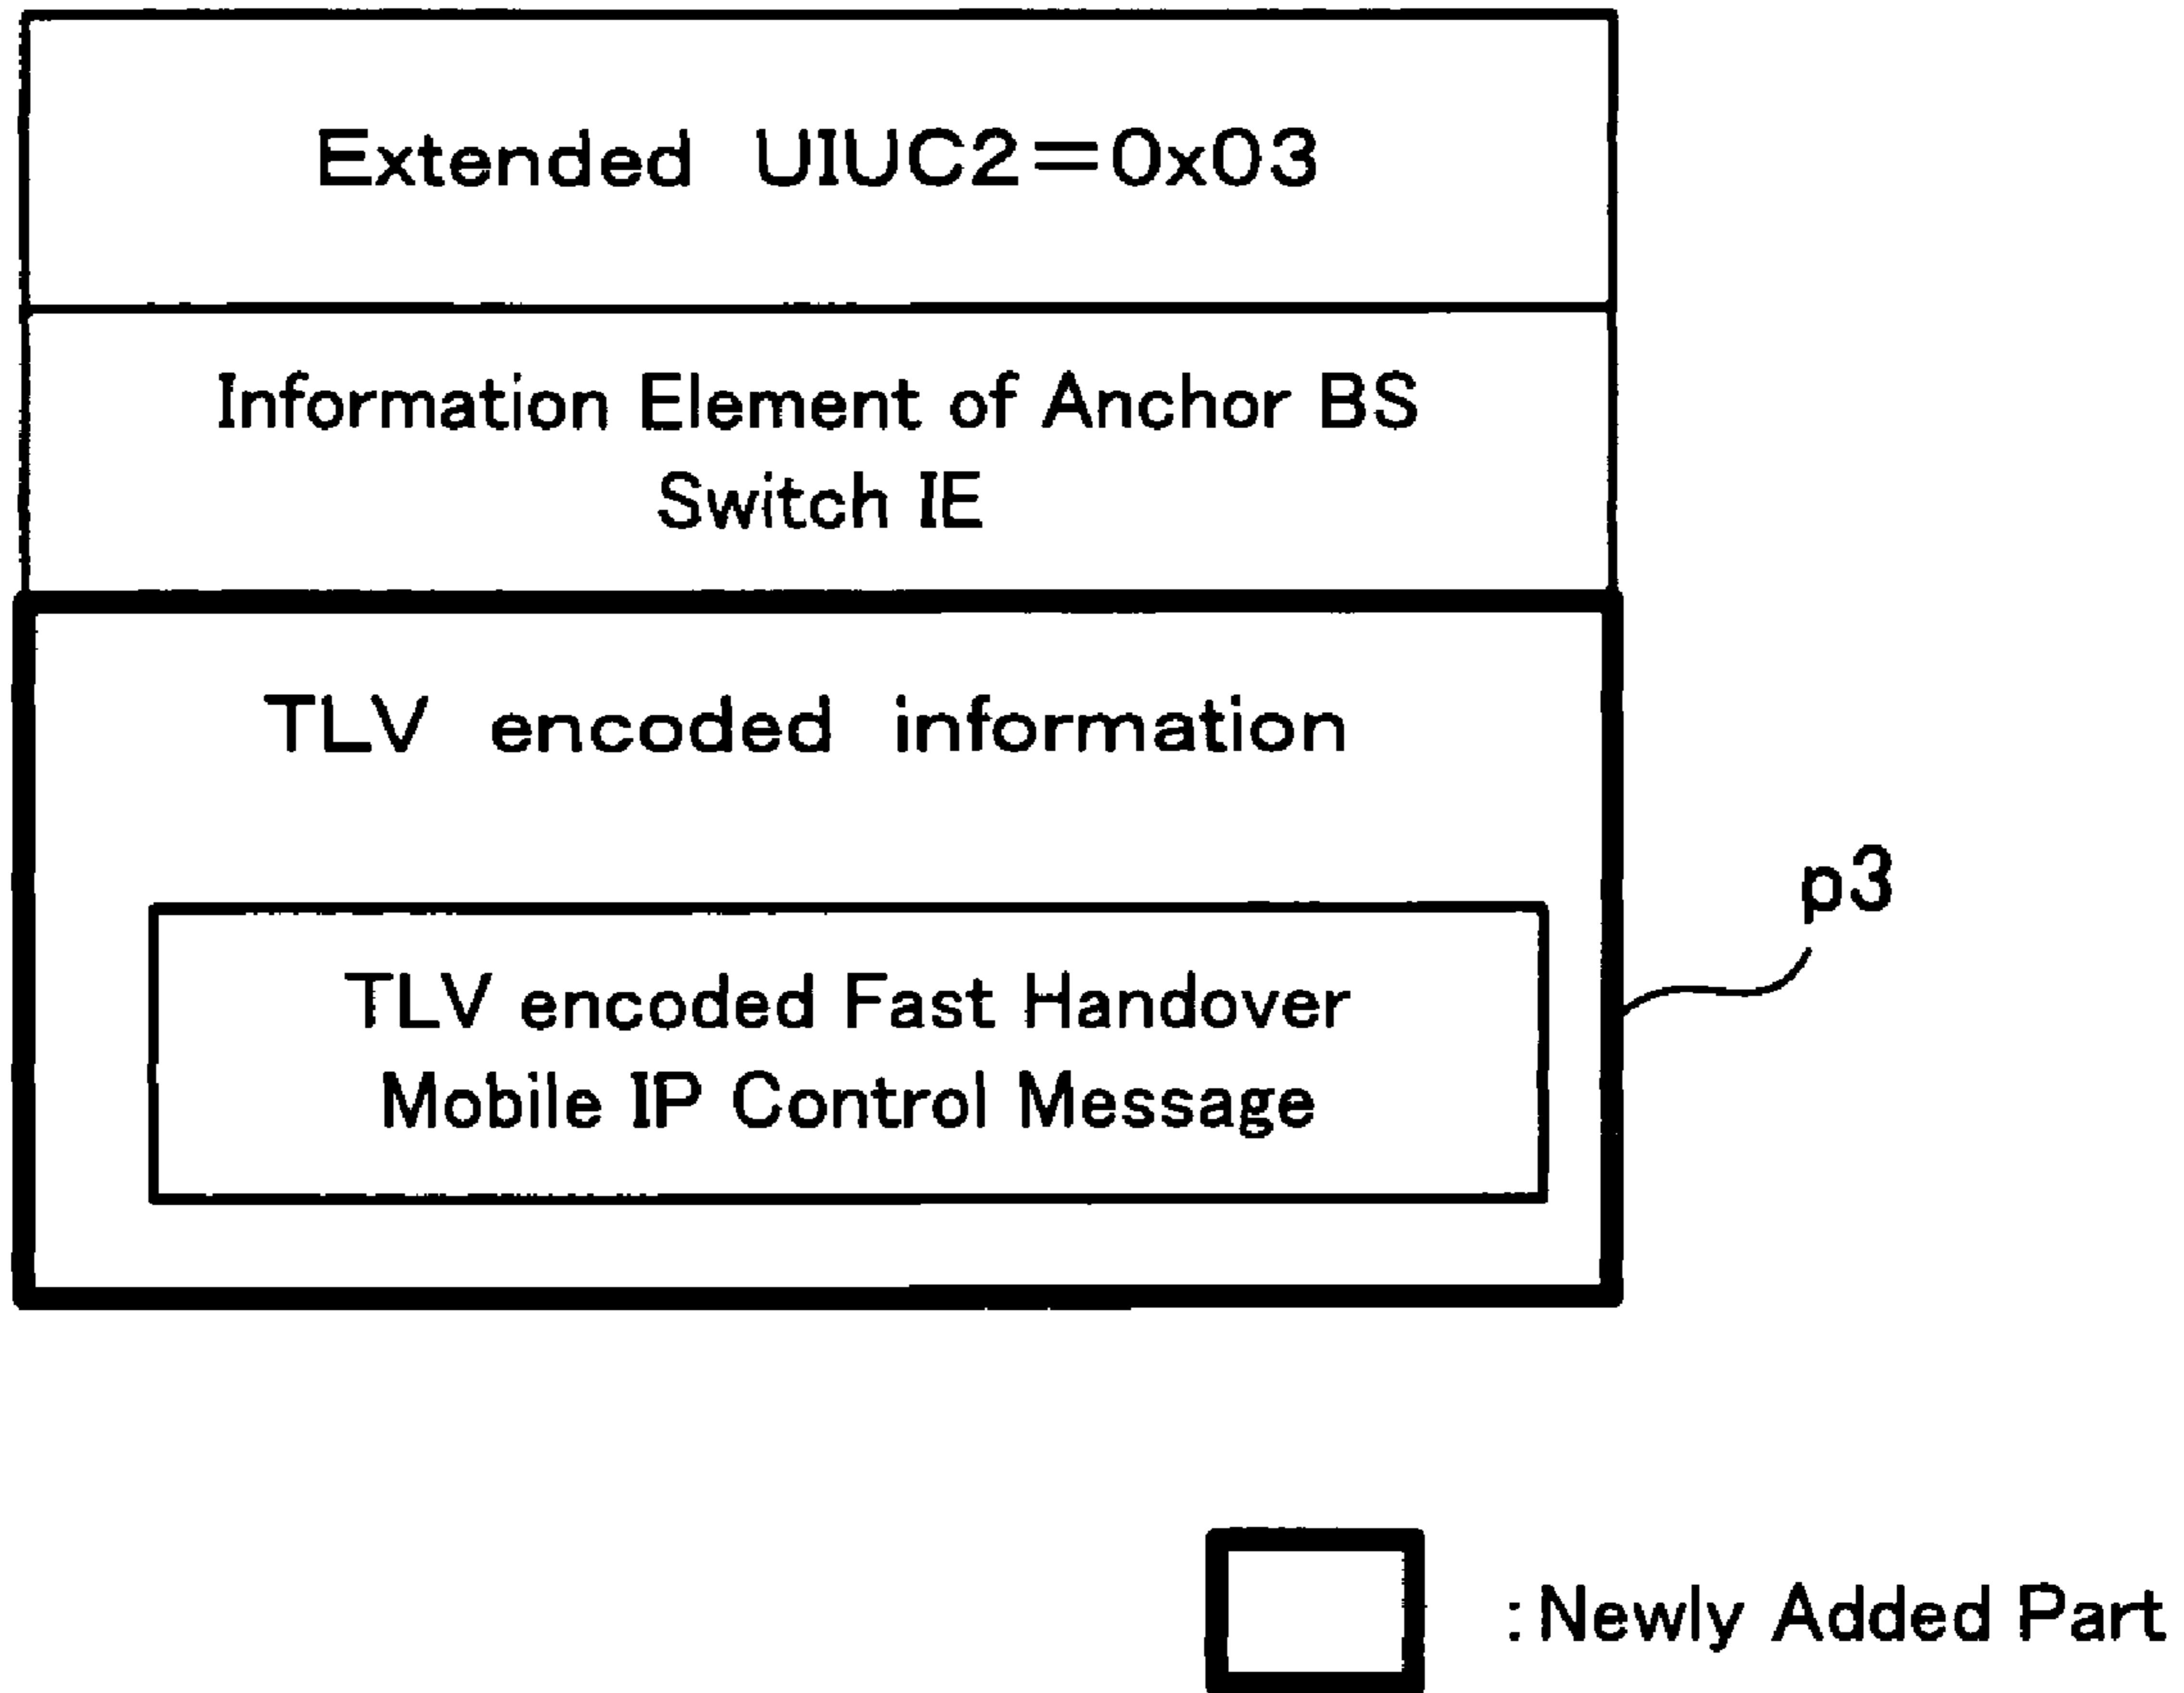 Extended UIUC2=0x03
Information Element of Anchor BS
Switch IE
TLV encoded information
p3
TLV encoded Fast Handover
Mobile IP Control Message
: Newly Added Part